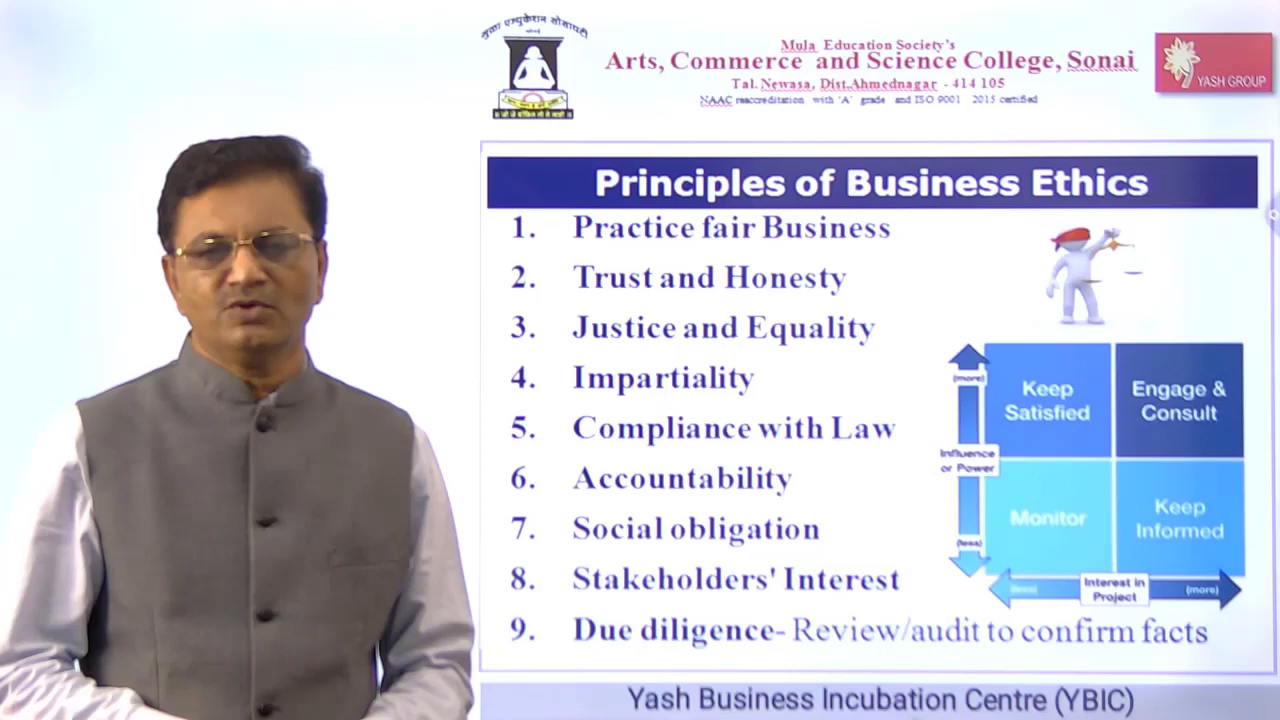 मुळा एज्युकेशन सोसायटी
Mula Education Society's
Arts, Commerce and Science College, Sonai
Tal. Newasa, Dist.Ahmednagar - 414 105
NAAC reaccreditation with 'A' grade and ISO 9001 2015 certified
YASH GROUP
Principles of Business Ethics
1. Practice fair Business
2. Trust and Honesty
3. Justice and Equality
4. Impartiality
5. Compliance with Law
6. Accountability
7. Social obligation
8. Stakeholders' Interest
9. Due diligence- Review/audit to confirm facts
(more)
Keep
Satisfied
Engage &
Consult
Influence
or Power
Monitor
Keep
Informed
(less)
(less)
Interest in
Project
(more)
Yash Business Incubation Centre (YBIC)